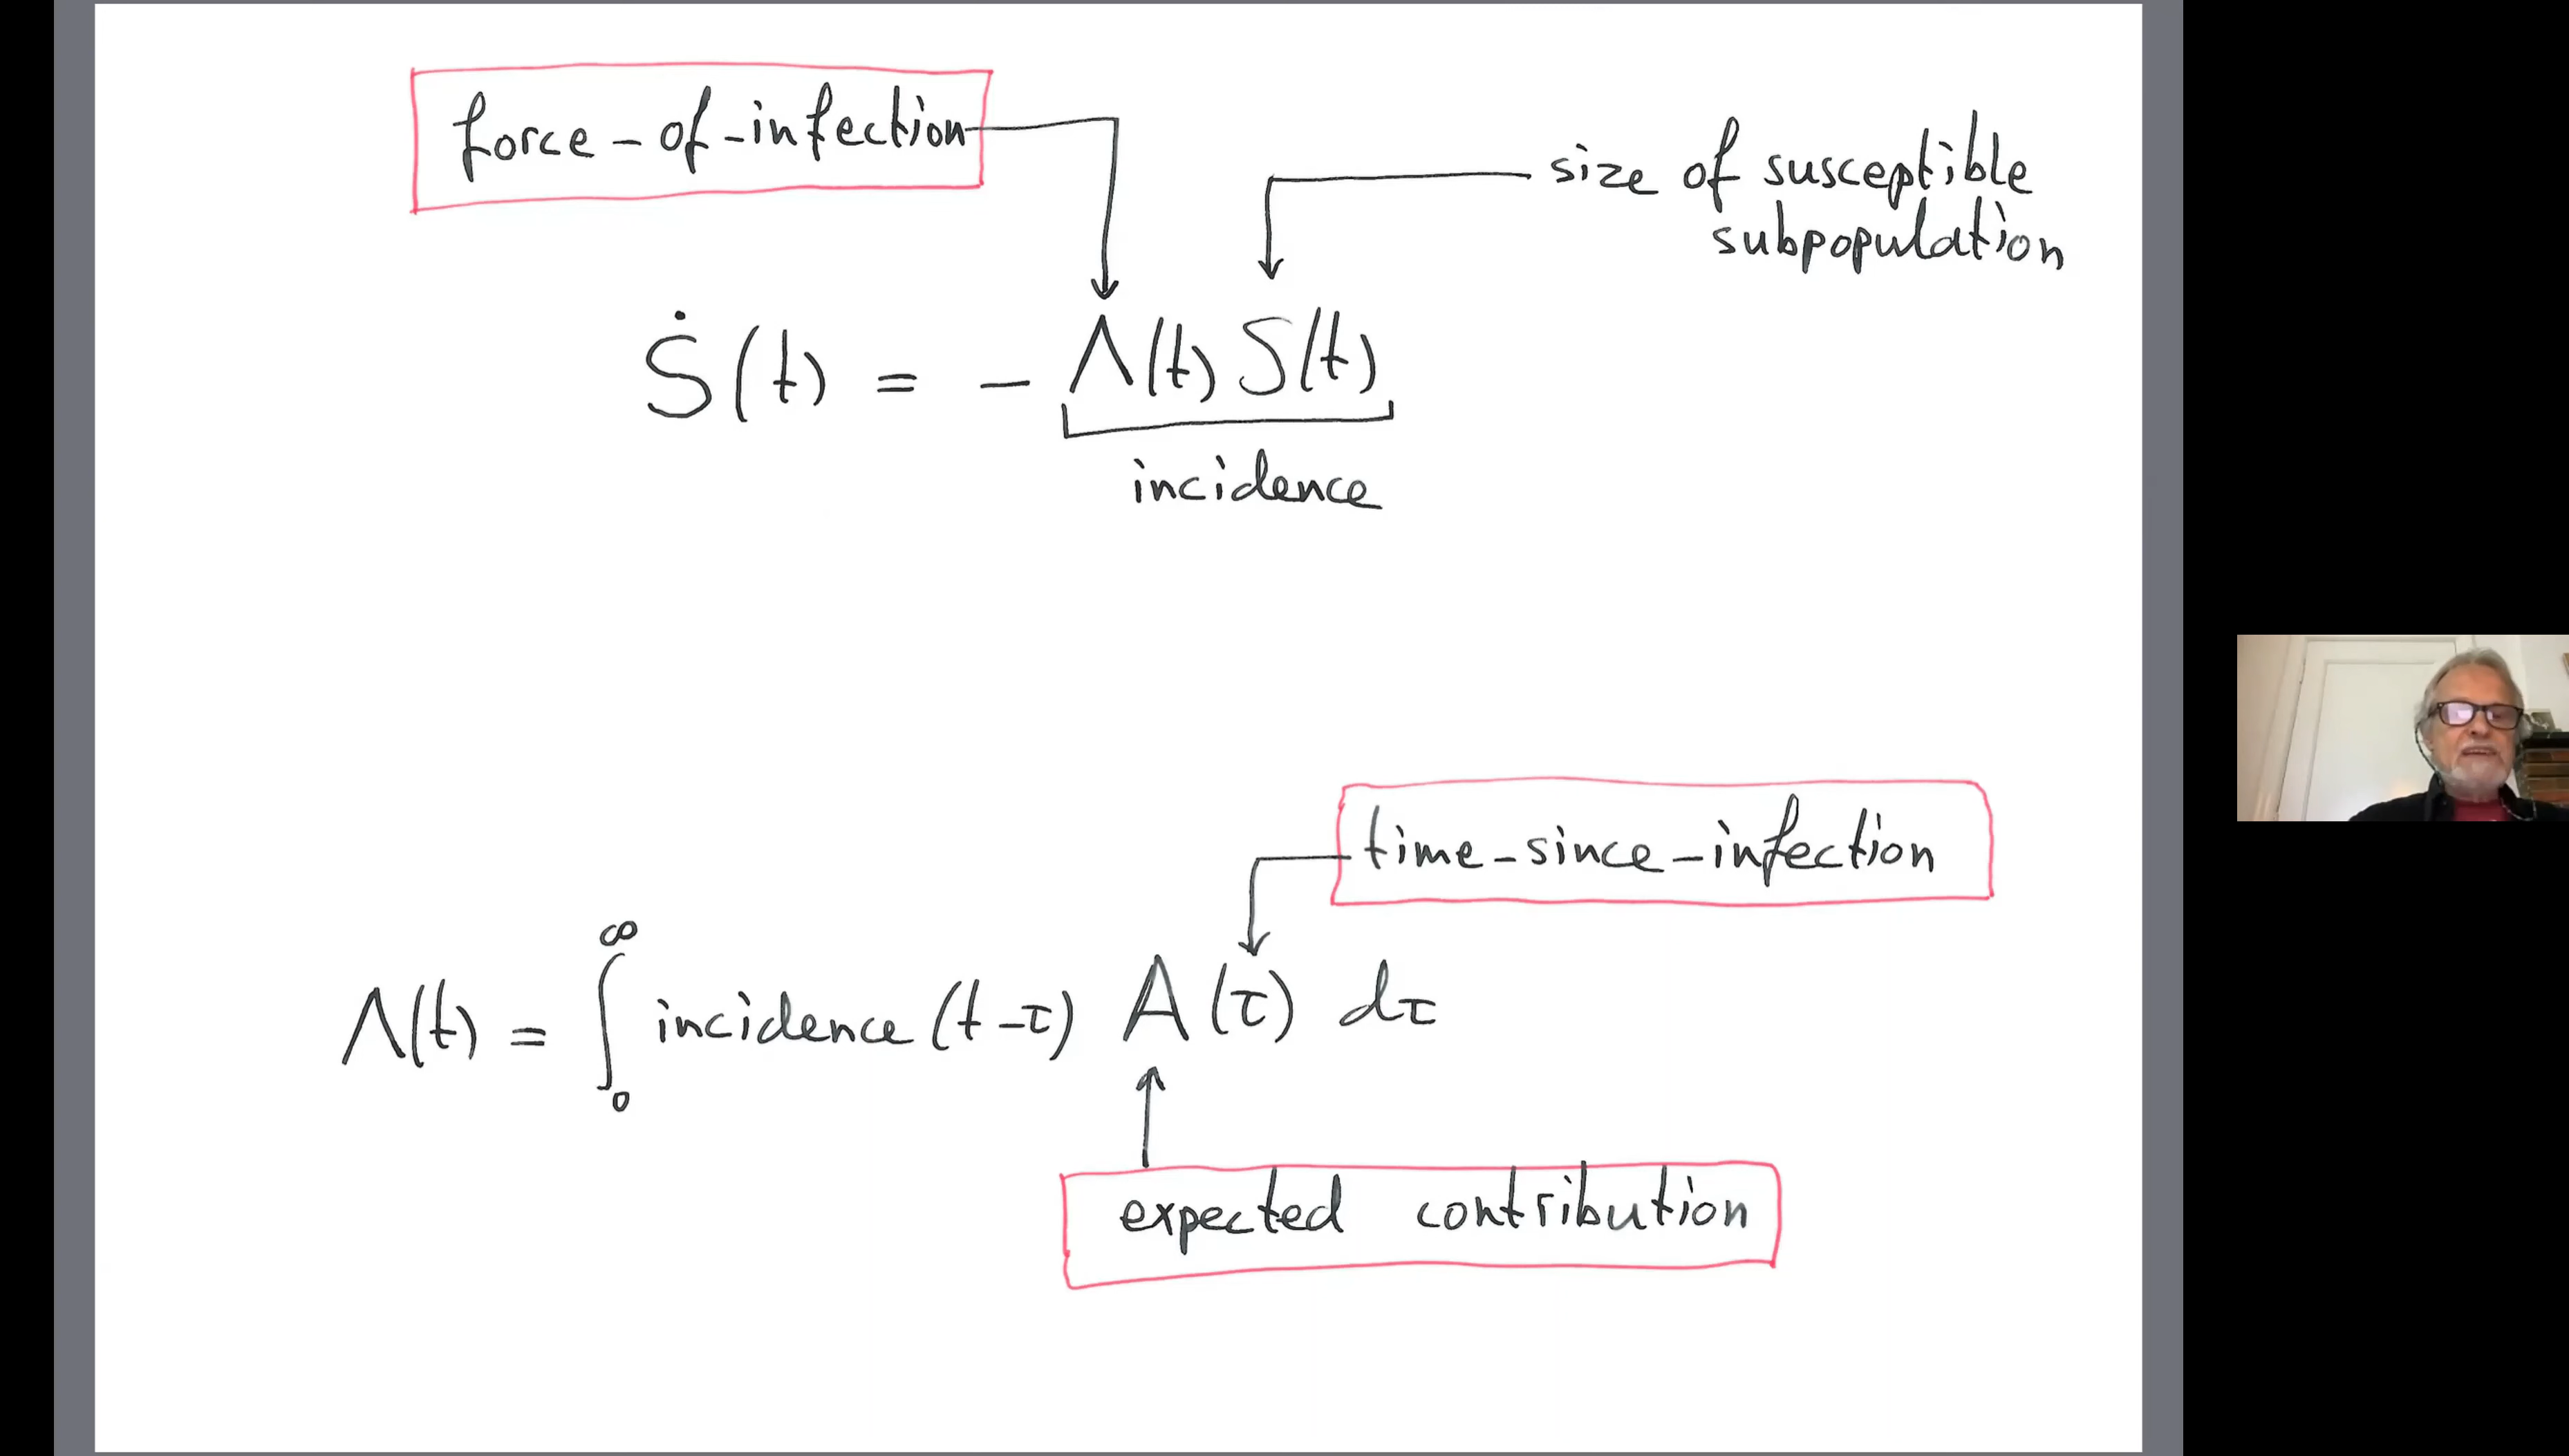 force-of-infection
size of susceptible
subpopulation
Ṡ(t) = - Λ(t) S(t)
incidence
time-since-infection
Λ(t) = ∫₀^∞ incidence (t-τ) A(τ) dτ
expected contribution